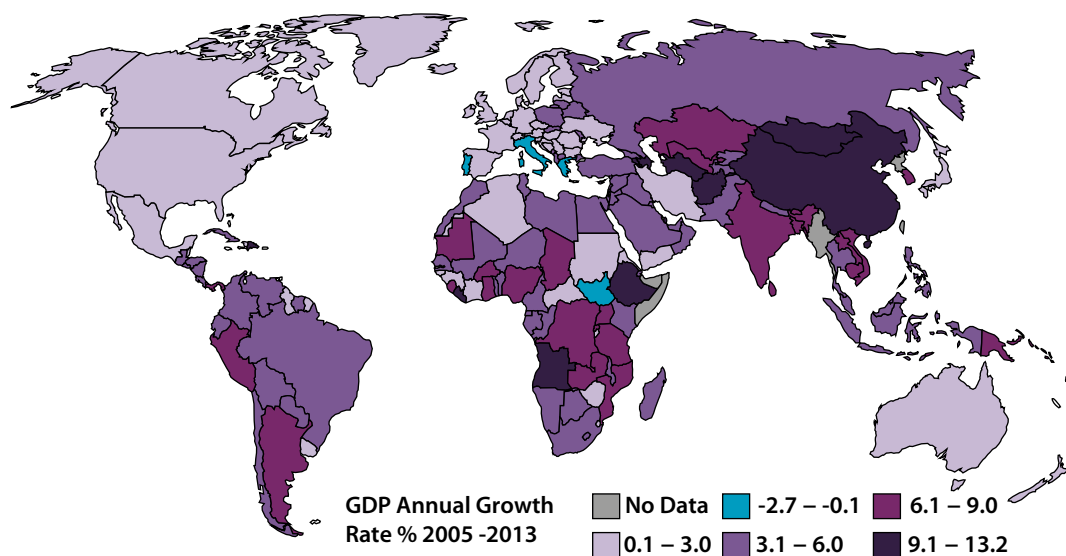 GDP Annual Growth
Rate % 2005 -2013
No Data
-2.7 – -0.1
6.1 – 9.0
0.1 – 3.0
3.1 – 6.0
9.1 – 13.2